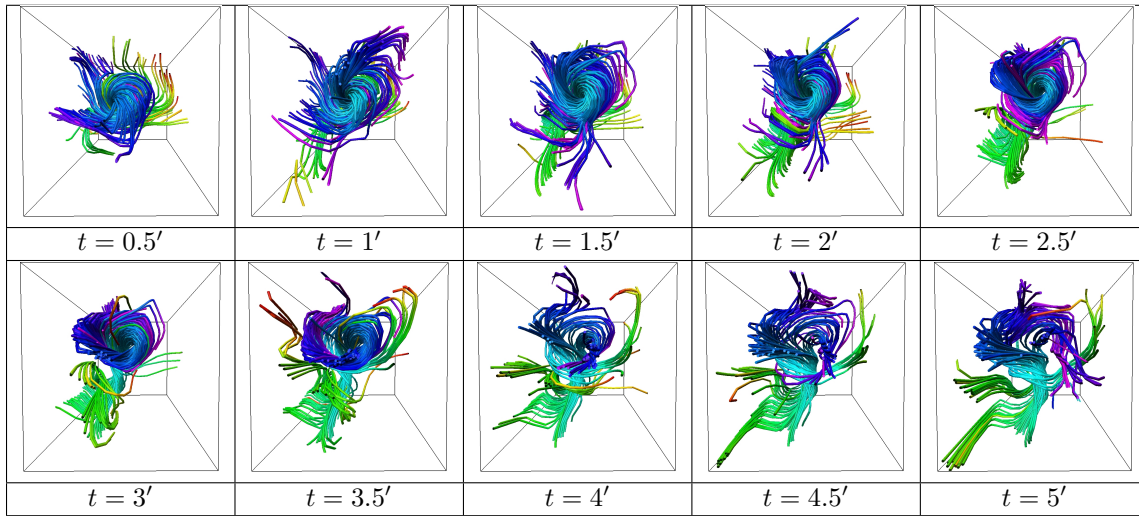 t = 0.5′ t = 1′ t = 1.5′ t = 2′ t = 2.5′
t = 3′ t = 3.5′ t = 4′ t = 4.5′ t = 5′